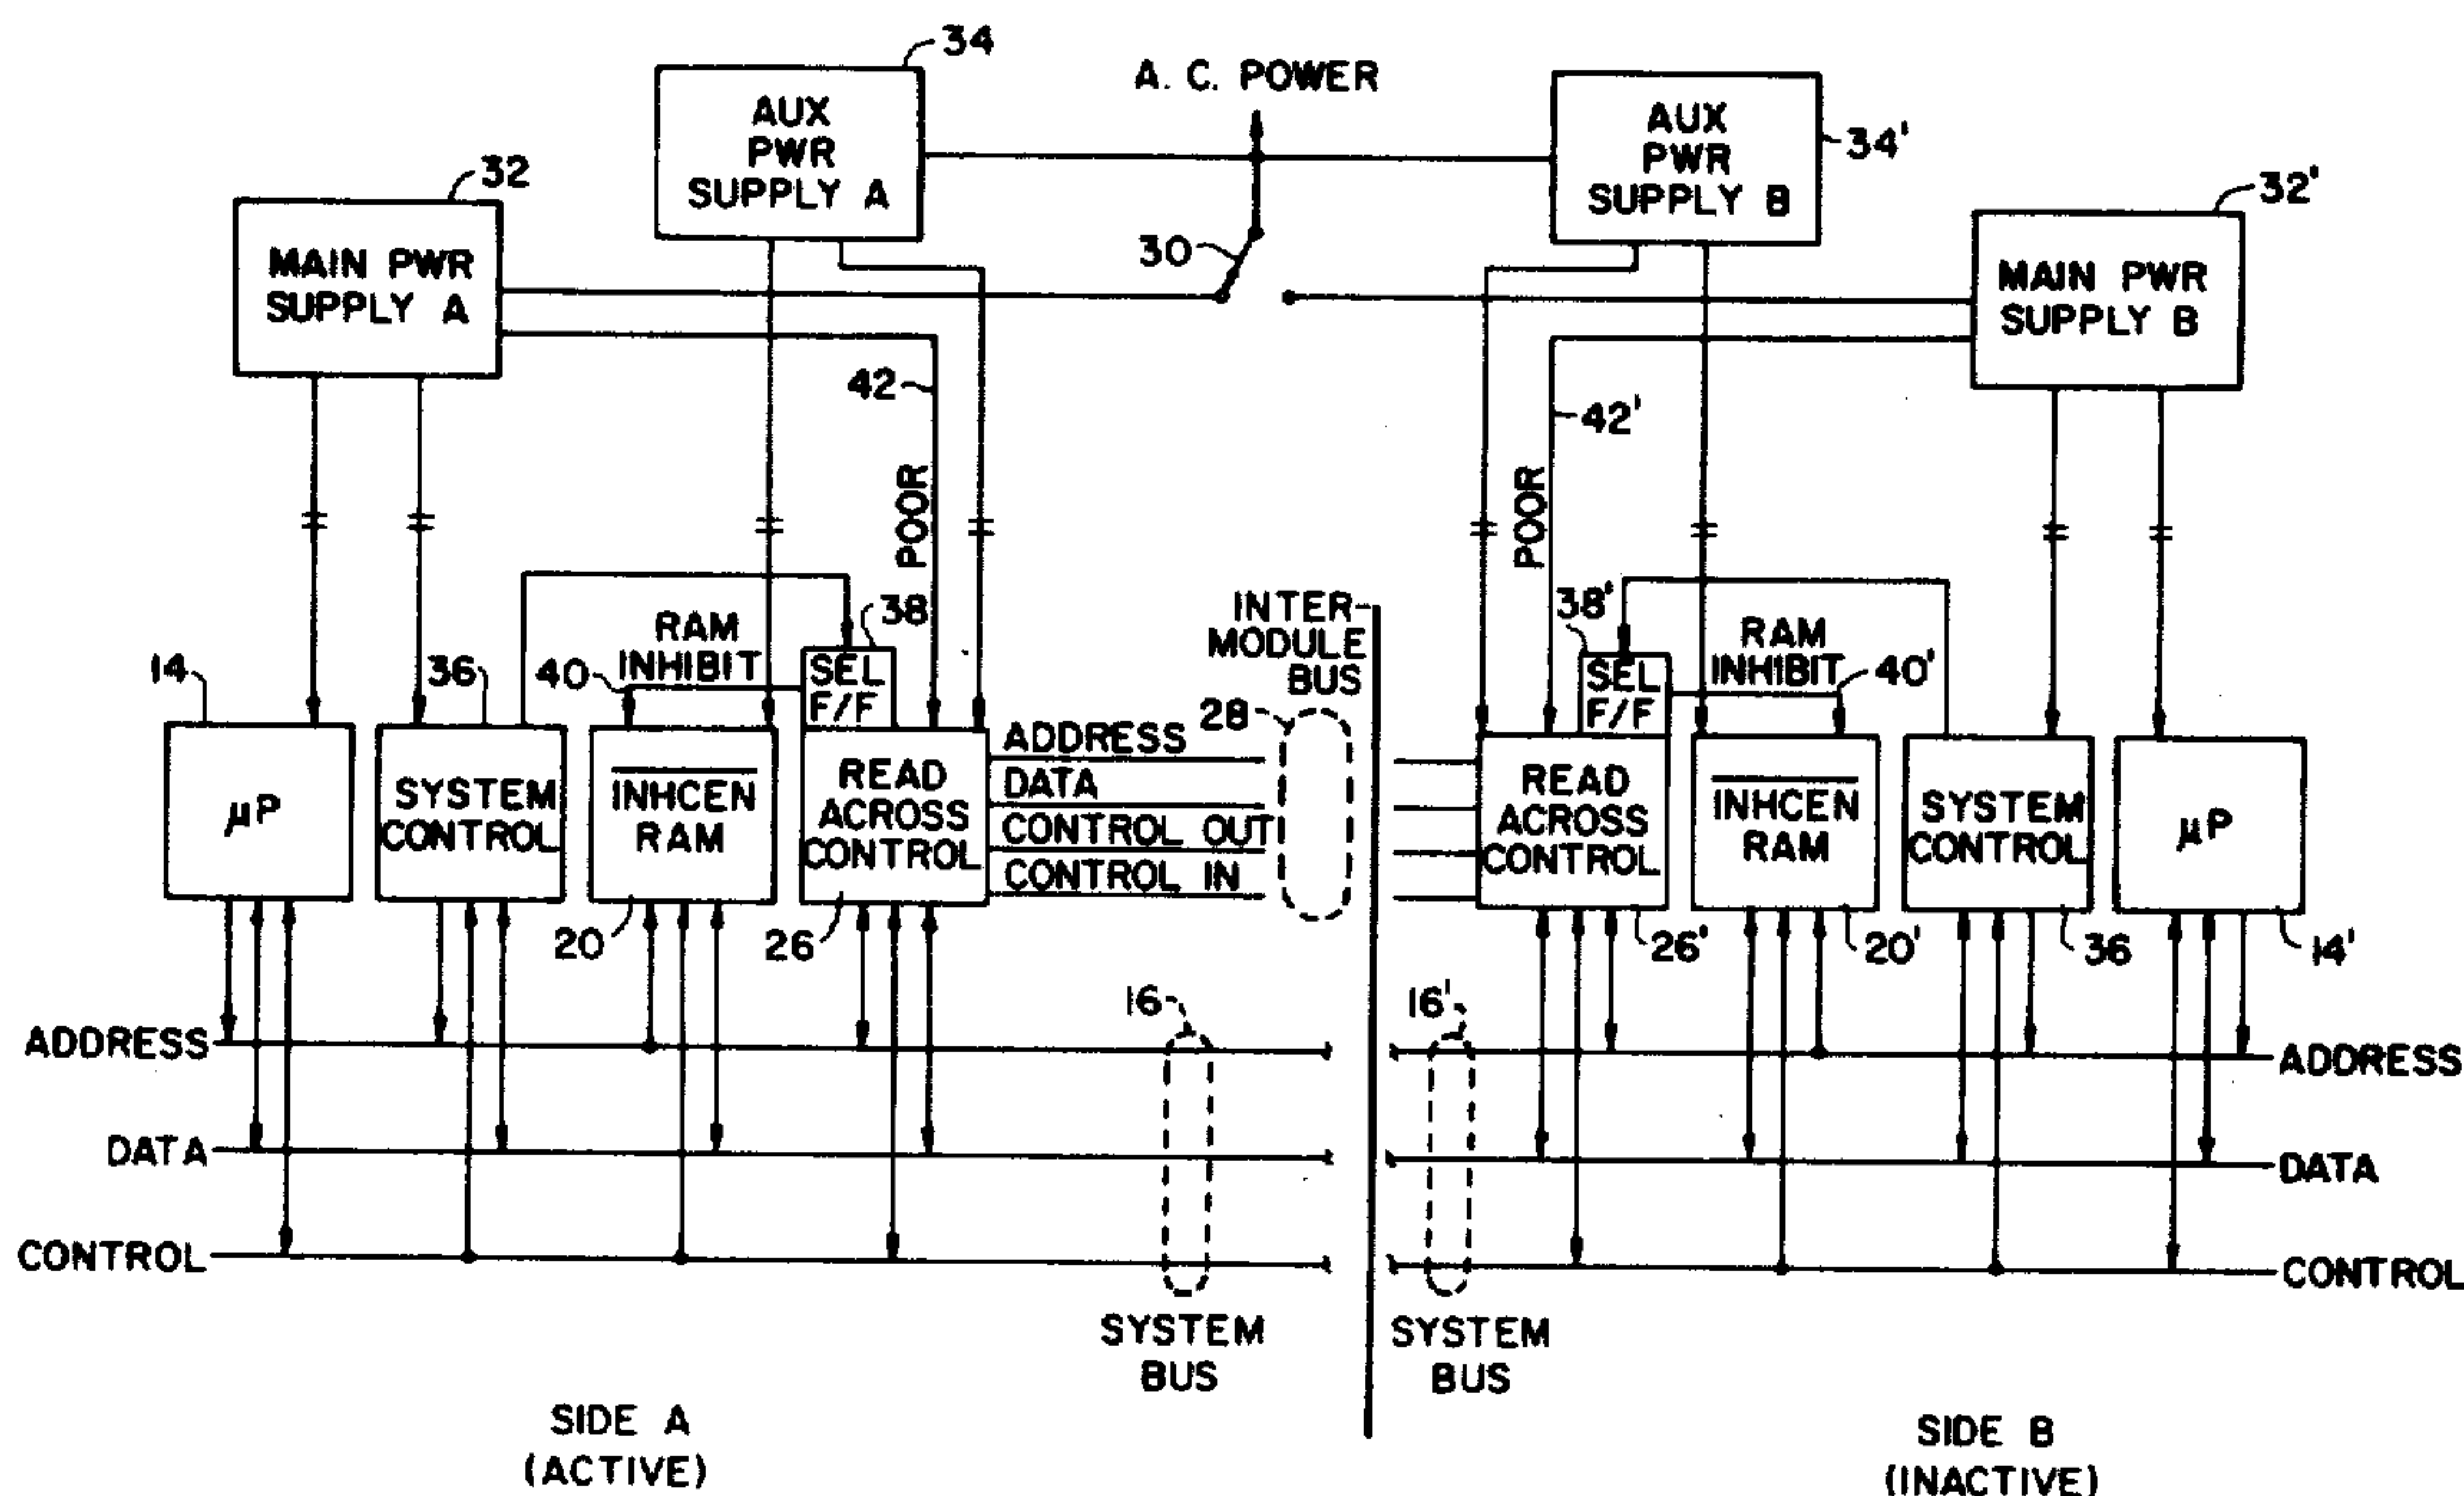 34
A. C. POWER
AUX
PWR
SUPPLY A
AUX
PWR
SUPPLY B
34'
32
32'
30
MAIN PWR
SUPPLY A
MAIN PWR
SUPPLY B
42
42'
POOR
POOR
INTER-
MODULE
BUS
RAM
INHIBIT
RAM
INHIBIT
38
38'
14
36
40
40'
SEL
F/F
SEL
F/F
28
µP
SYSTEM
CONTROL
INHCEN
RAM
READ
ACROSS
CONTROL
ADDRESS
DATA
CONTROL OUT
CONTROL IN
READ
ACROSS
CONTROL
INHCEN
RAM
SYSTEM
CONTROL
µP
20
26
26'
20'
36
14'
16
16'
ADDRESS
ADDRESS
DATA
DATA
CONTROL
CONTROL
SYSTEM
BUS
SYSTEM
BUS
SIDE A
(ACTIVE)
SIDE B
(INACTIVE)